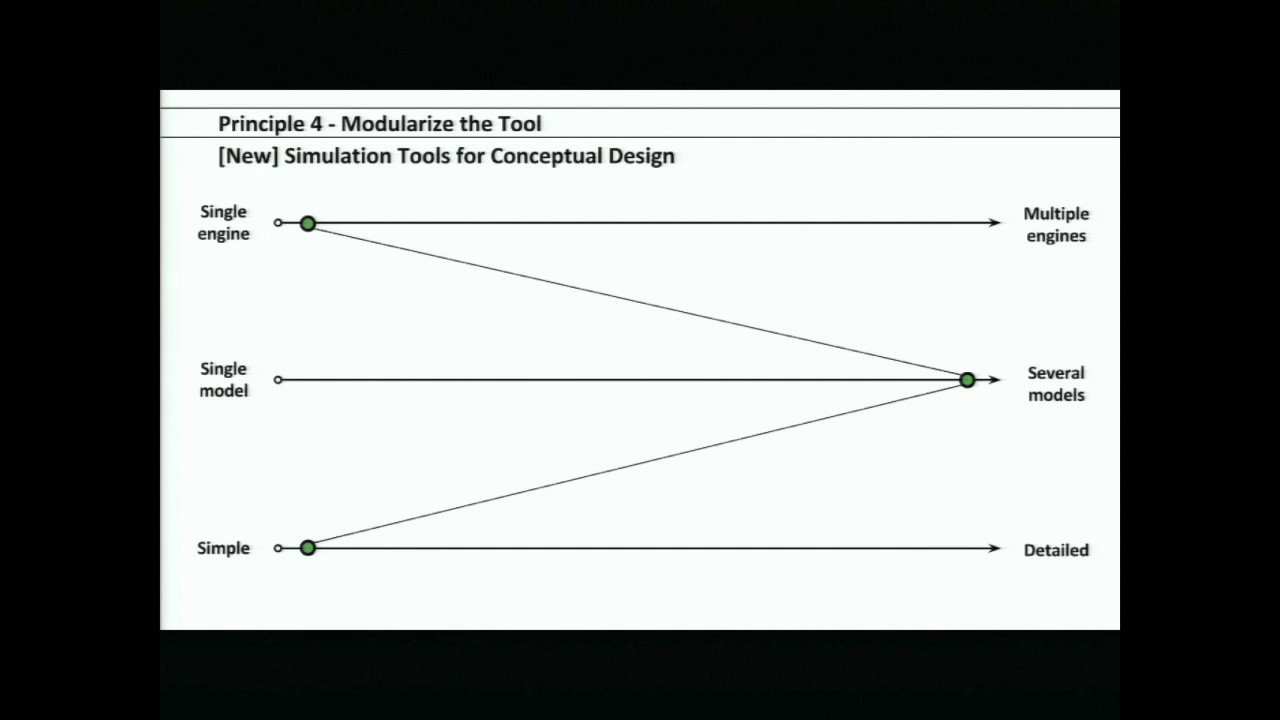 Principle 4 - Modularize the Tool
[New] Simulation Tools for Conceptual Design
Single
engine
Multiple
engines
Single
model
Several
models
Simple
Detailed